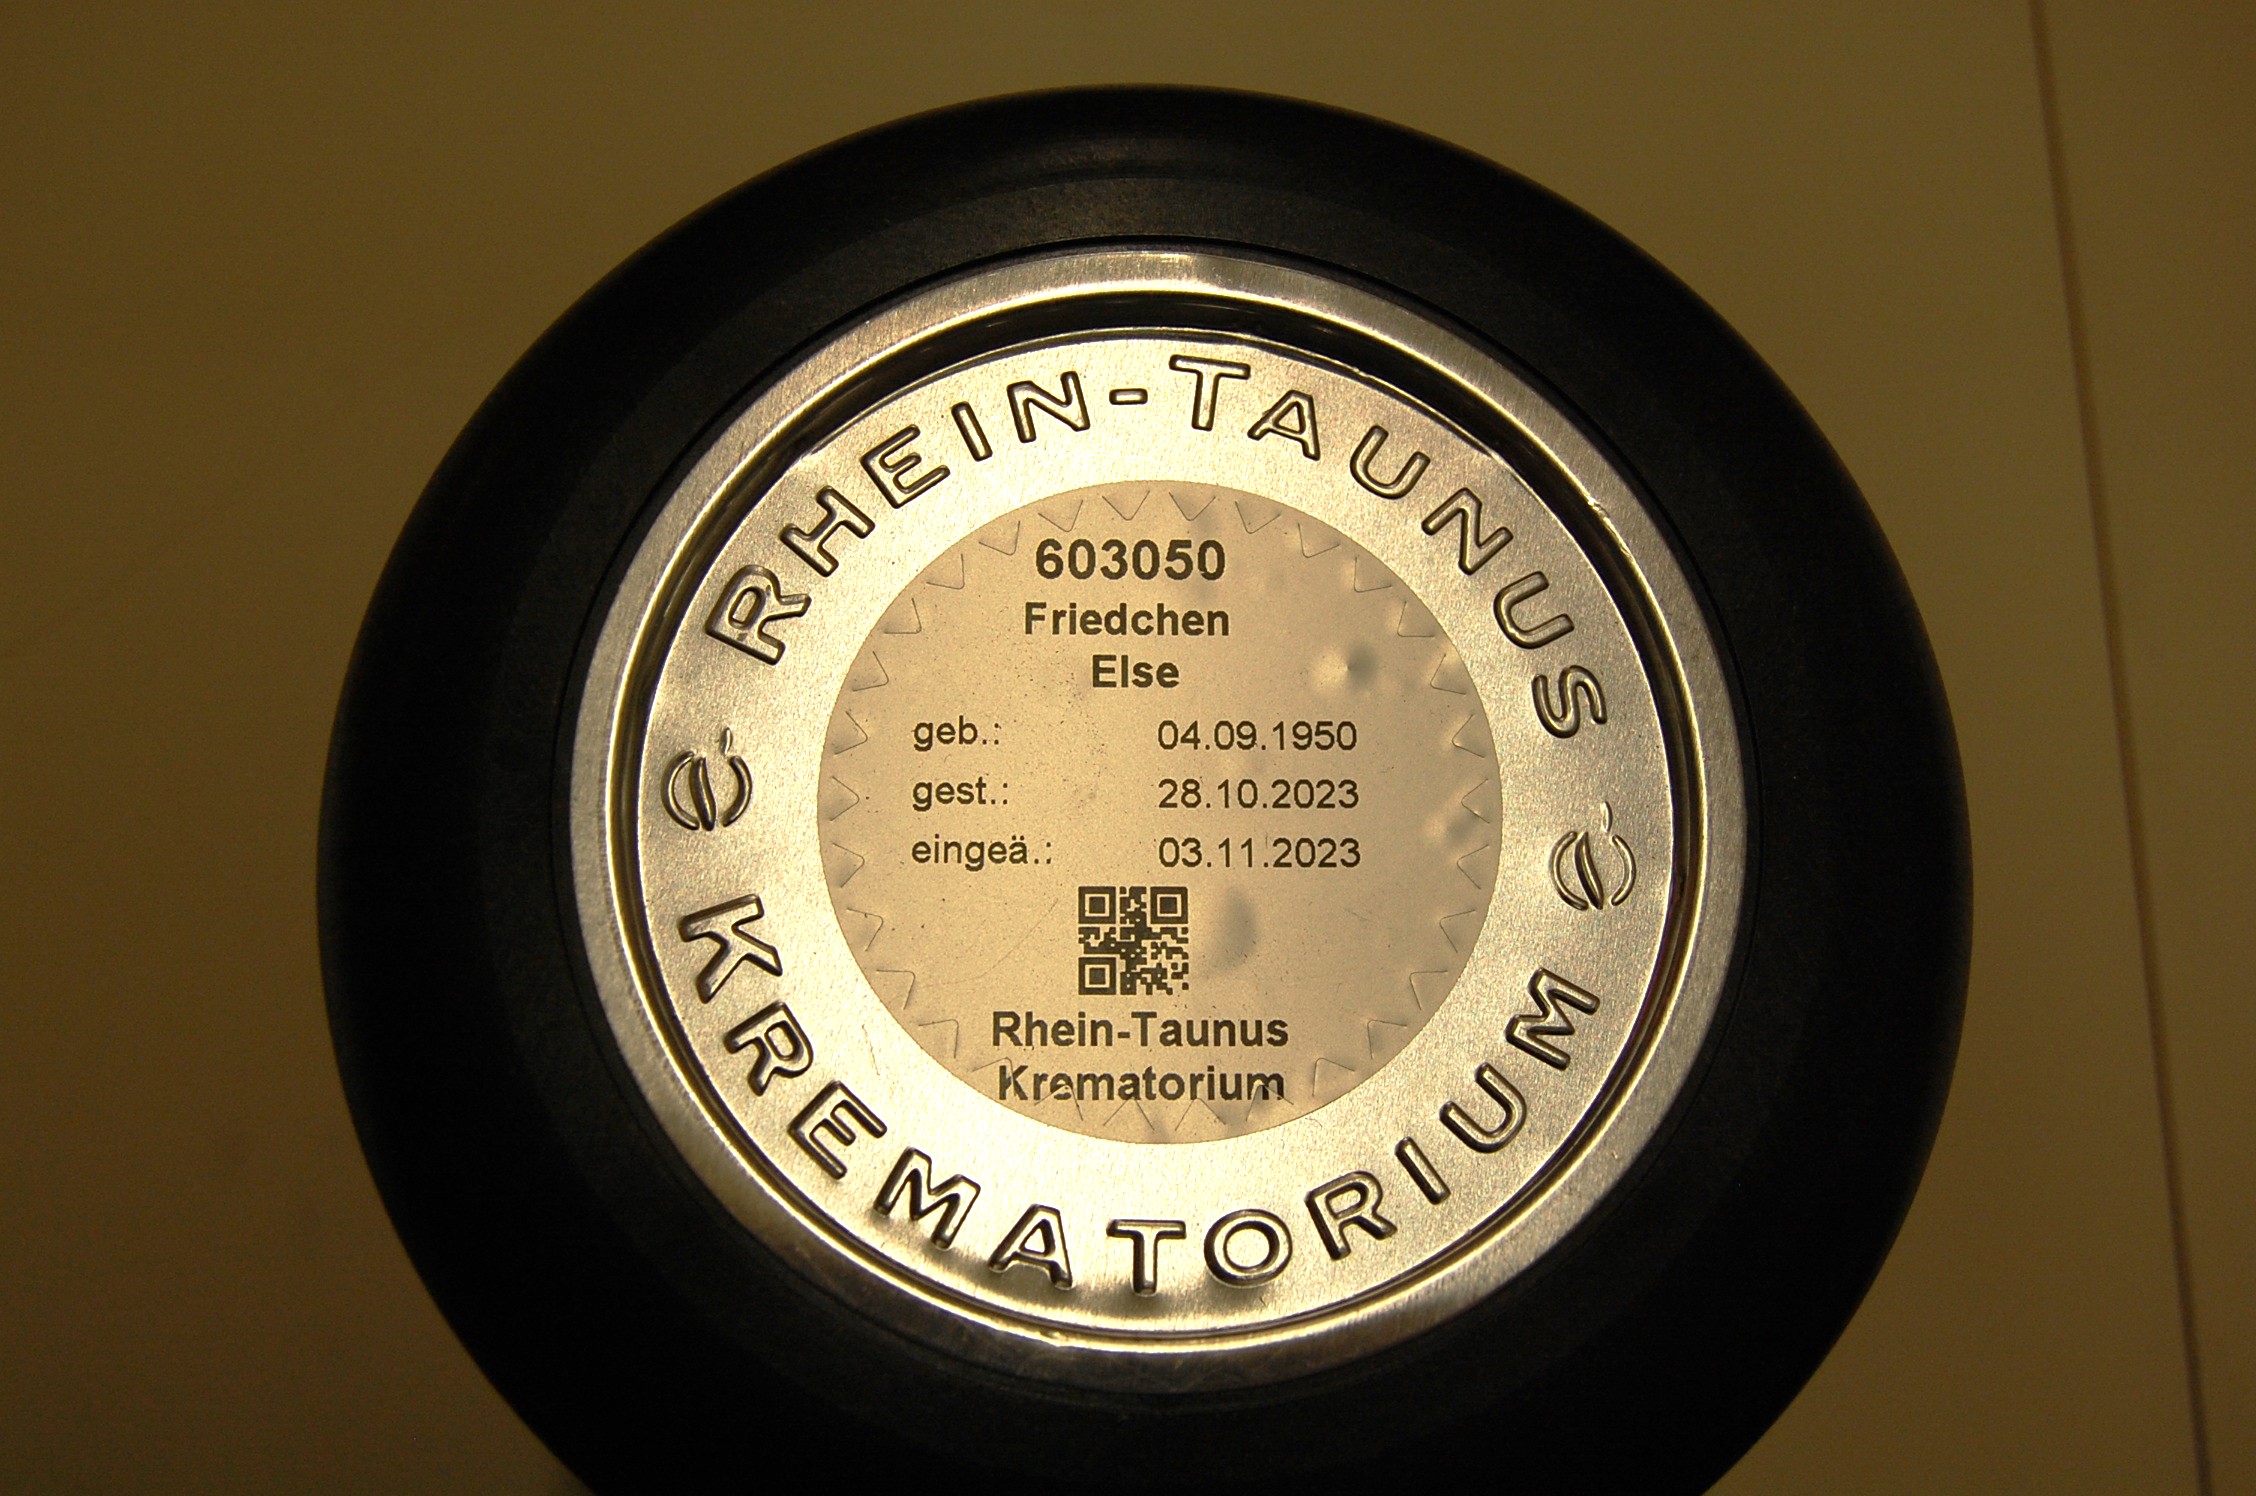 RHEIN-TAUNUS
603050
Friedchen
Else
geb.: 04.09.1950
gest.: 28.10.2023
eingeä.: 03.11.2023
Rhein-Taunus
Krematorium
KREMATORIUM